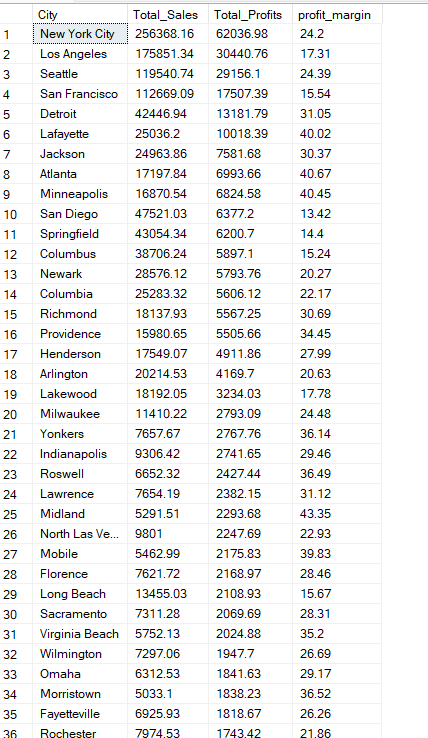 City Total_Sales Total_Profits profit_margin
1 New York City 256368.16 62036.98 24.2
2 Los Angeles 175851.34 30440.76 17.31
3 Seattle 119540.74 29156.1 24.39
4 San Francisco 112669.09 17507.39 15.54
5 Detroit 42446.94 13181.79 31.05
6 Lafayette 25036.2 10018.39 40.02
7 Jackson 24963.86 7581.68 30.37
8 Atlanta 17197.84 6993.66 40.67
9 Minneapolis 16870.54 6824.58 40.45
10 San Diego 47521.03 6377.2 13.42
11 Springfield 43054.34 6200.7 14.4
12 Columbus 38706.24 5897.1 15.24
13 Newark 28576.12 5793.76 20.27
14 Columbia 25283.32 5606.12 22.17
15 Richmond 18137.93 5567.25 30.69
16 Providence 15980.65 5505.66 34.45
17 Henderson 17549.07 4911.86 27.99
18 Arlington 20214.53 4169.7 20.63
19 Lakewood 18192.05 3234.03 17.78
20 Milwaukee 11410.22 2793.09 24.48
21 Yonkers 7657.67 2767.76 36.14
22 Indianapolis 9306.42 2741.65 29.46
23 Roswell 6652.32 2427.44 36.49
24 Lawrence 7654.19 2382.15 31.12
25 Midland 5291.51 2293.68 43.35
26 North Las Ve... 9801 2247.69 22.93
27 Mobile 5462.99 2175.83 39.83
28 Florence 7621.72 2168.97 28.46
29 Long Beach 13455.03 2108.93 15.67
30 Sacramento 7311.28 2069.69 28.31
31 Virginia Beach 5752.13 2024.88 35.2
32 Wilmington 7297.06 1947.7 26.69
33 Omaha 6312.53 1841.63 29.17
34 Morristown 5033.1 1838.23 36.52
35 Fayetteville 6925.93 1818.67 26.26
36 Rochester 7974.53 1743.42 21.86